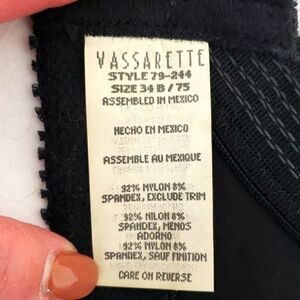 VASSARETTE
STYLE 79-244
SIZE 34 B / 75
ASSEMBLED IN MEXICO
HECHO EN MEXICO
ASSEMBLE AU MEXIQUE
92% NYLON 8%
SPANDEX, EXCLUDE TRIM
92% NILON 8%
SPANDEX, MENOS
ADORNO
92% NYLON 8%
SPANDEX, SAUF FINITION
CARE ON REVERSE